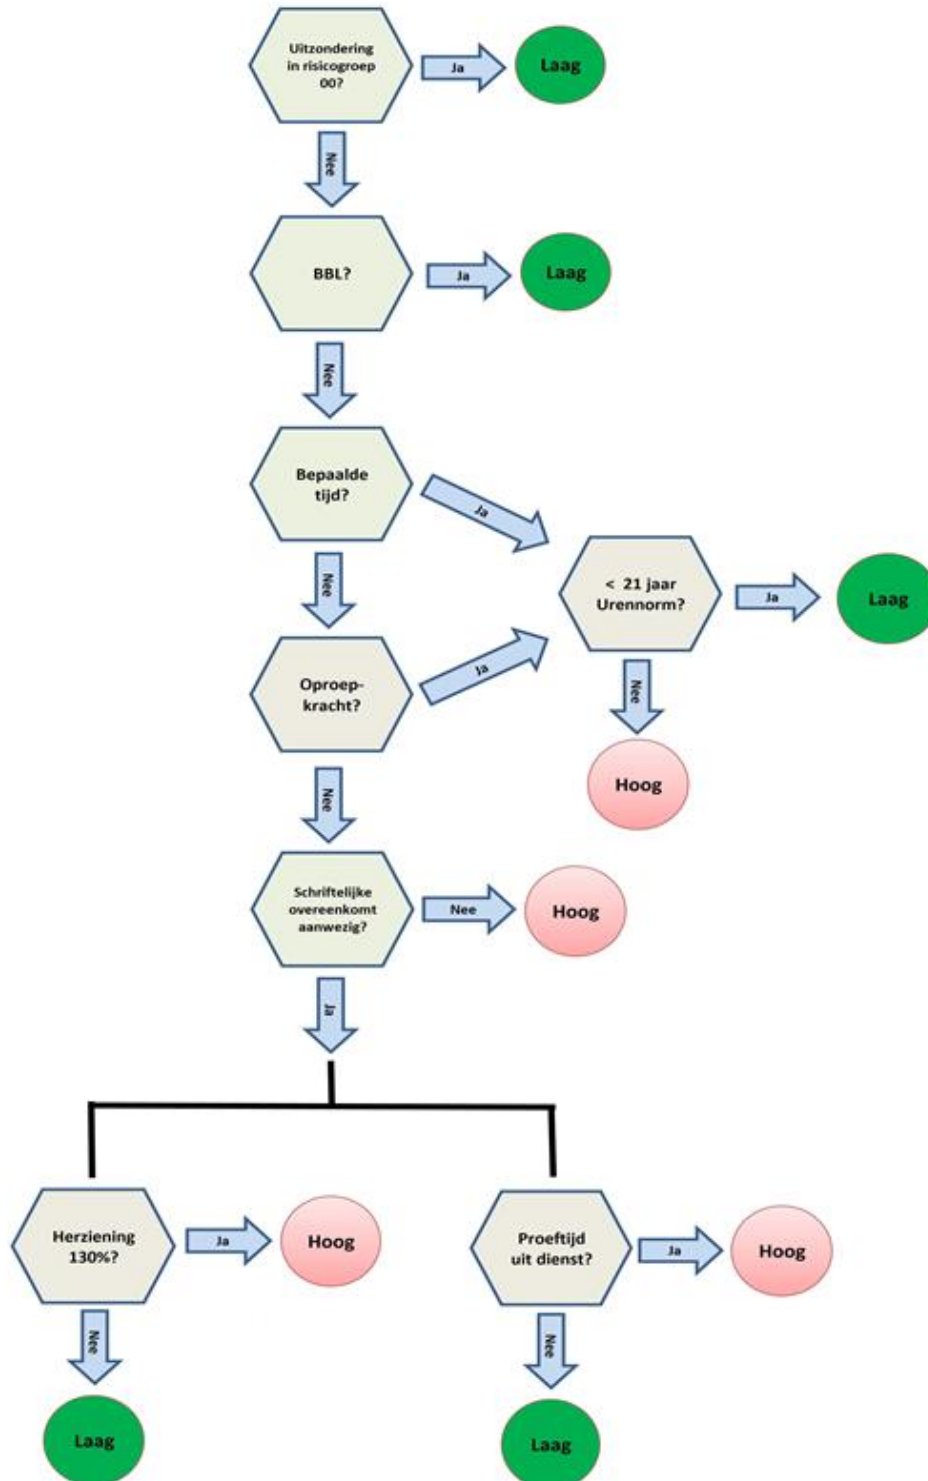 Uitzondering
in risicogroep
00?
Ja
Laag
Nee
BBL?
Ja
Laag
Nee
Bepaalde
tijd?
Ja
Nee
< 21 jaar
Urennorm?
Ja
Laag
Oproep-
kracht?
Ja
Nee
Hoog
Nee
Schriftelijke
overeenkomt
aanwezig?
Nee
Hoog
Ja
Herziening
130%?
Ja
Hoog
Proeftijd
uit dienst?
Ja
Hoog
Nee
Nee
Laag
Laag